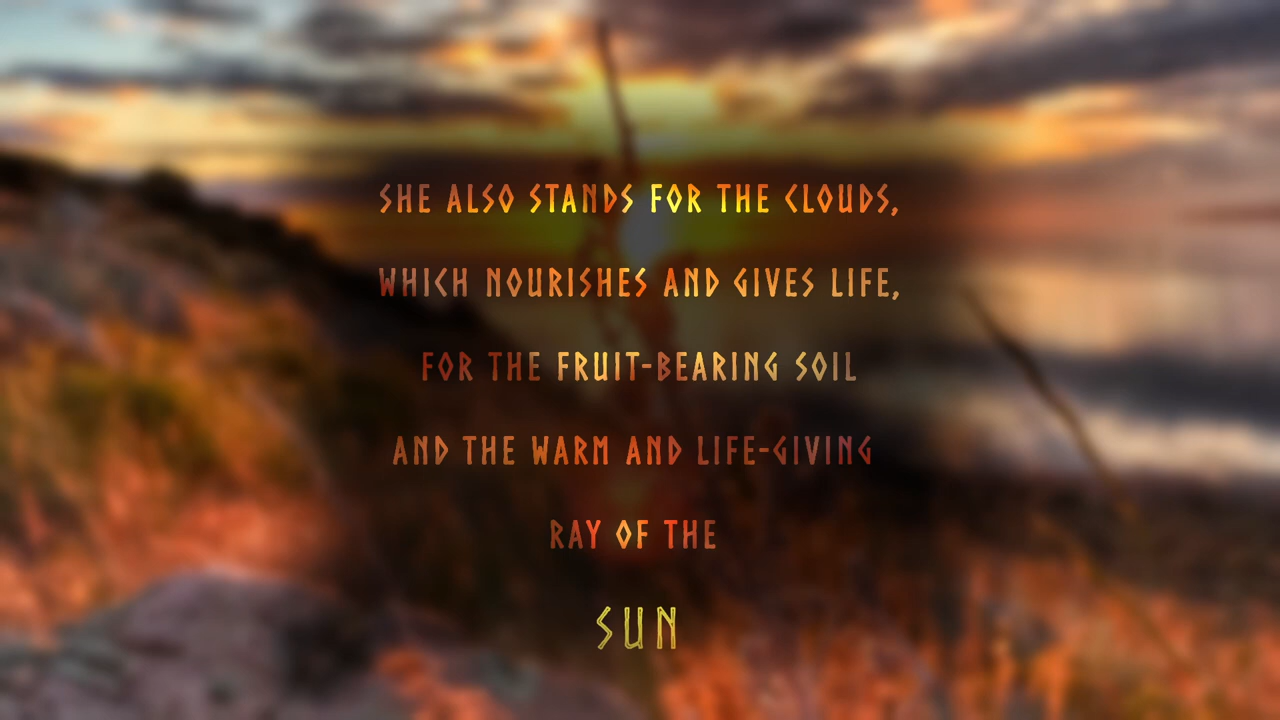 SHE ALSO STANDS FOR THE CLOUDS,
WHICH NOURISHES AND GIVES LIFE,
FOR THE FRUIT-BEARING SOIL
AND THE WARM AND LIFE-GIVING
RAY OF THE
SUN